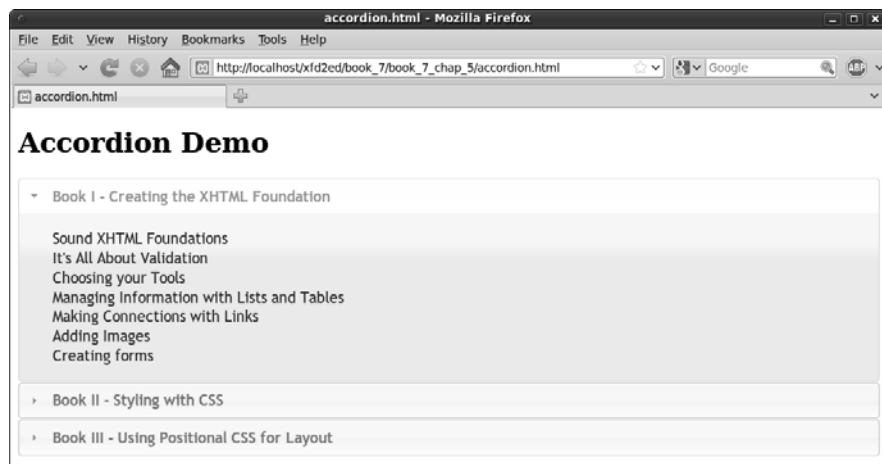 accordion.html - Mozilla Firefox
File Edit View History Bookmarks Tools Help
http://localhost/xfd2ed/book_7/book_7_chap_5/accordion.html
Google
ABP
accordion.html
Accordion Demo
Book I - Creating the XHTML Foundation
Sound XHTML Foundations
It's All About Validation
Choosing your Tools
Managing Information with Lists and Tables
Making Connections with Links
Adding Images
Creating forms
Book II - Styling with CSS
Book III - Using Positional CSS for Layout